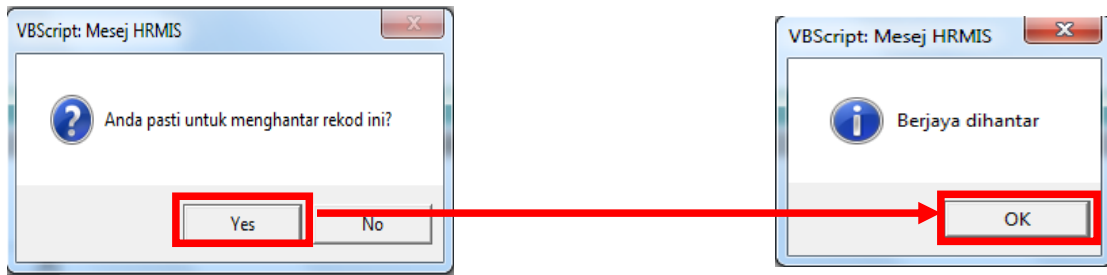 VBScript: Mesej HRMIS
Anda pasti untuk menghantar rekod ini?
Yes
No
VBScript: Mesej HRMIS
Berjaya dihantar
OK